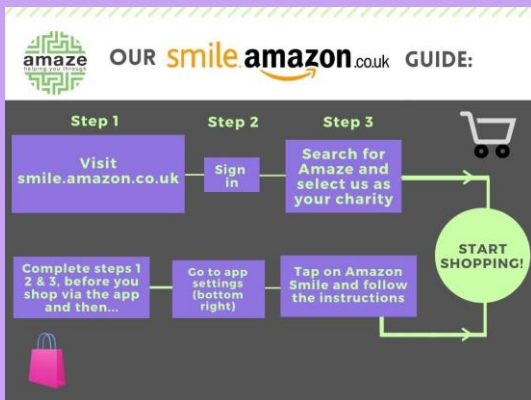 amaze
helping you through
OUR smile.amazon.co.uk GUIDE:
Step 1
Visit
smile.amazon.co.uk
Step 2
Sign
in
Step 3
Search for
Amaze and
select us as
your charity
START
SHOPPING!
Complete steps 1
2 & 3, before you
shop via the app
and then...
Go to app
settings
(bottom
right)
Tap on Amazon
Smile and follow
the instructions